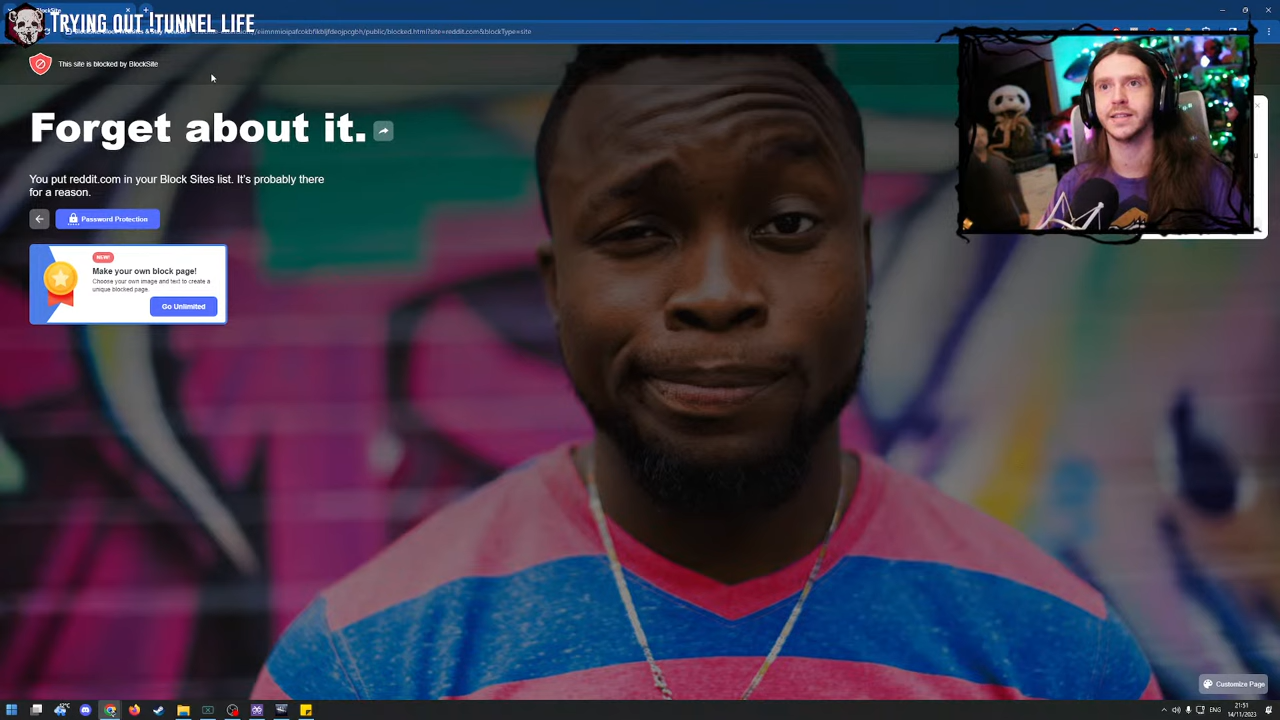 TRYING OUT !TUNNEL LIFE
This site is blocked by BlockSite
Forget about it.
You put reddit.com in your Block Sites list. It's probably there
for a reason.
Password Protection
NEW!
Make your own block page!
Choose your own image and text to create a
unique blocked page.
Go Unlimited
Customize Page
ENG
21:51
14/11/2023